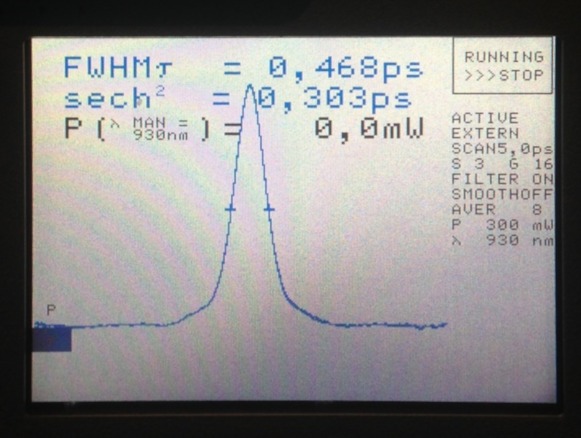 FWHMτ = 0,468ps
sech² = 0,303ps
P (λ MAN = 930nm) = 0,0mW
RUNNING
>>>STOP
ACTIVE
EXTERN
SCAN5,0ps
S 3 G 16
FILTER ON
SMOOTHOFF
AVER 8
P 300 mW
λ 930 nm
P